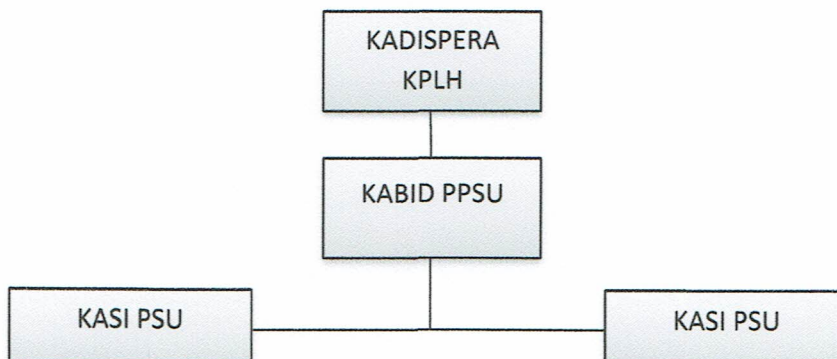 KADISPERA
KPLH
KABID PPSU
KASI PSU
KASI PSU